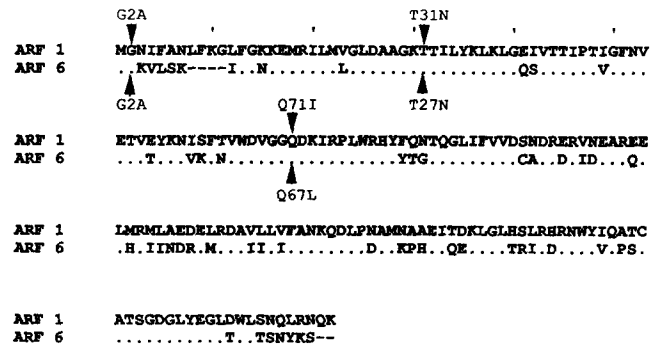 G2A T31N
ARF 1 MGNIFANLFKGLFGKKEMRILMVGLDAAGKTTILYKLKLGEIVTTIPTIGFNV
ARF 6 ..KVLSK----I..N.......L.................QS......V....
G2A Q71I T27N
ARF 1 ETVEYKNISFTVWDVGGQDKIRPLWRHYFQNTQGLIFVVDSNDRERVNEAREE
ARF 6 ...T...VK.N.................YTG.........CA..D.ID...Q.
Q67L
ARF 1 LMRMLAEDELRDAVLLVFANKQDLPNAMNAAEITDKLGLHSLRHRNWYIQATC
ARF 6 .H.IINDR.M...II.I........D..KPH..QE....TRI.D....V.PS.
ARF 1 ATSGDGLYEGLDWLSNQLRNQK
ARF 6 ...........T..TSNYKS--